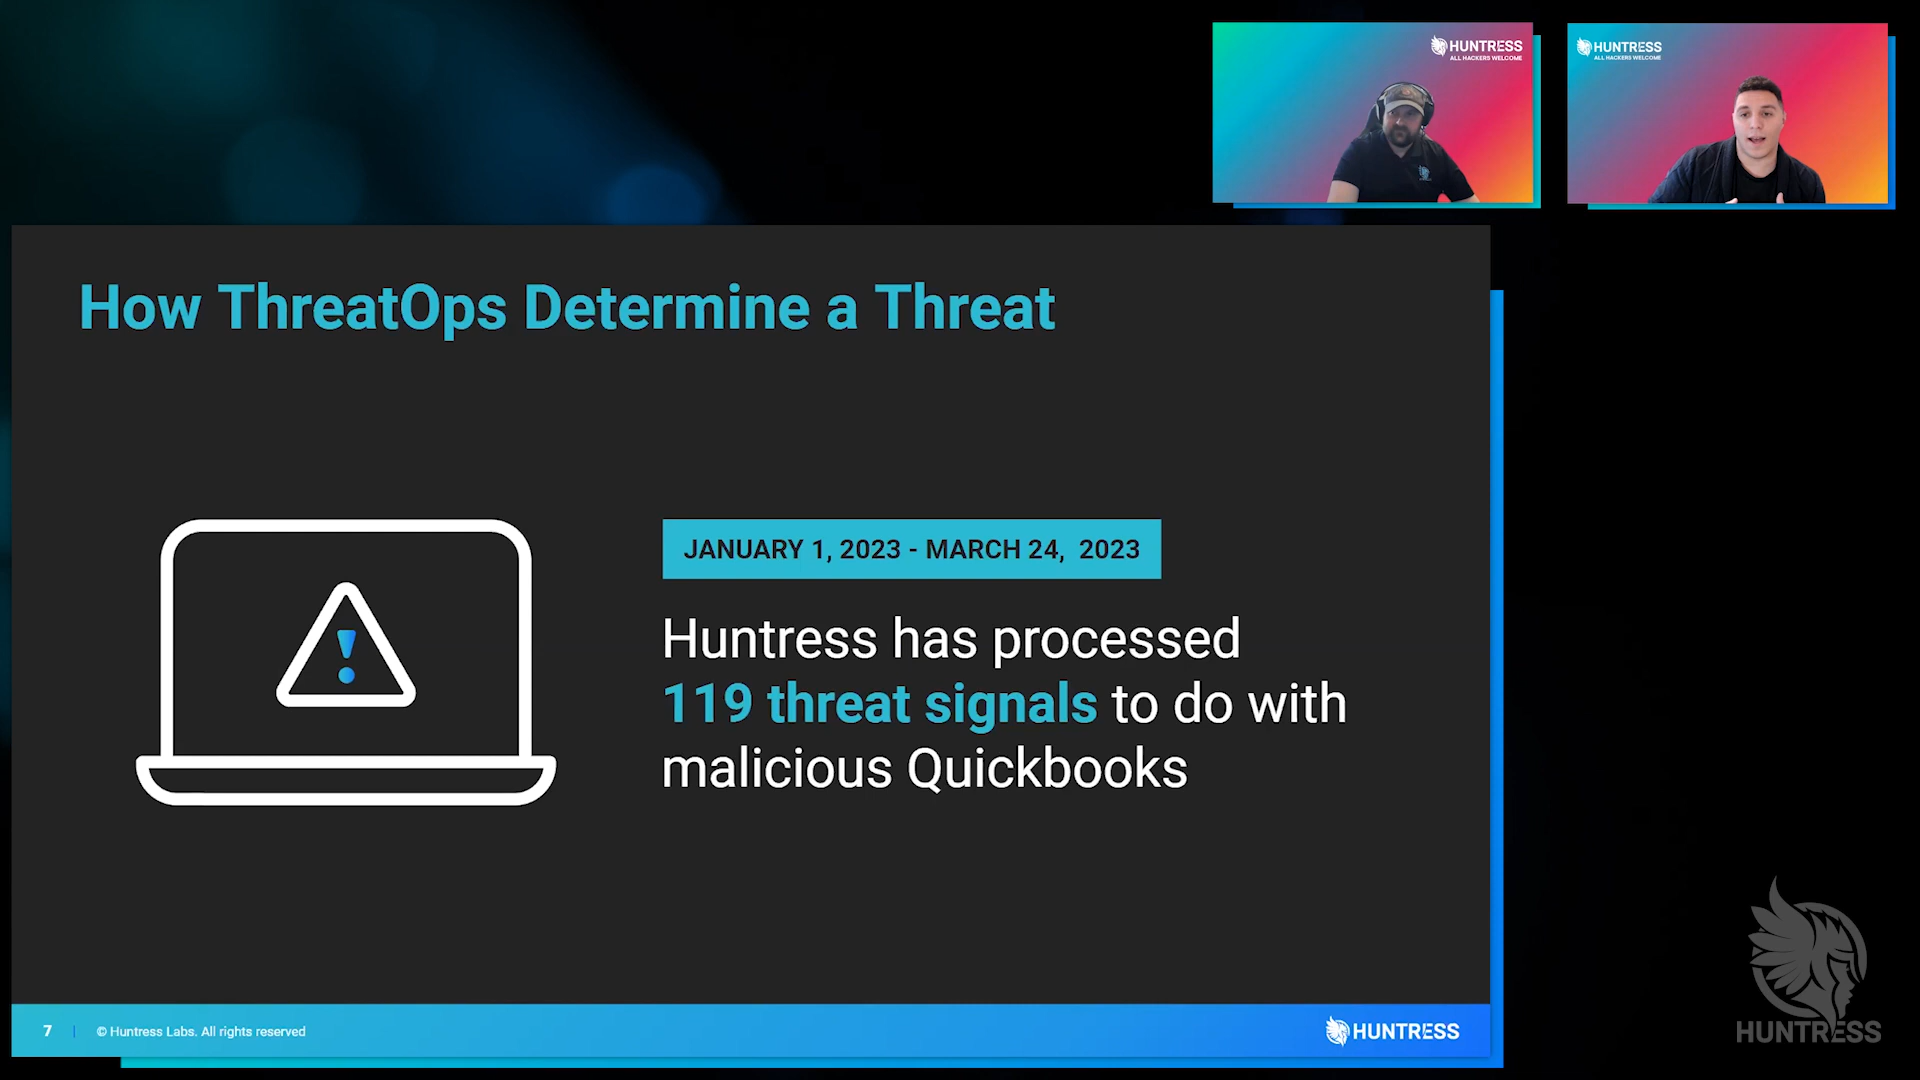 HUNTRESS
ALL HACKERS WELCOME
HUNTRESS
ALL HACKERS WELCOME
How ThreatOps Determine a Threat
JANUARY 1, 2023 - MARCH 24, 2023
Huntress has processed
119 threat signals to do with
malicious Quickbooks
7 | © Huntress Labs. All rights reserved
HUNTRESS
HUNTRESS